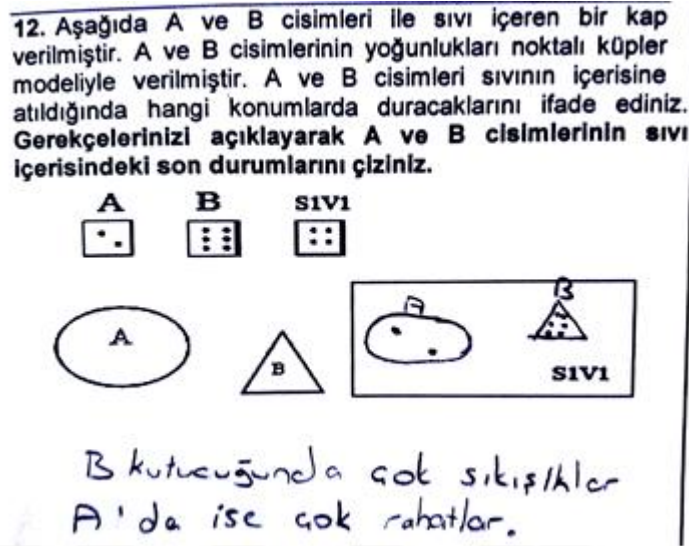 12. Aşağıda A ve B cisimleri ile sıvı içeren bir kap
verilmiştir. A ve B cisimlerinin yoğunlukları noktalı küpler
modeliyle verilmiştir. A ve B cisimleri sıvının içerisine
atıldığında hangi konumlarda duracaklarını ifade ediniz.
Gerekçelerinizi açıklayarak A ve B cisimlerinin sıvı
içerisindeki son durumlarını çiziniz.
A B SIVI
A B
A B
SIVI
B kutucuğunda çok sıkışıklar
A'da ise çok rahatlar.